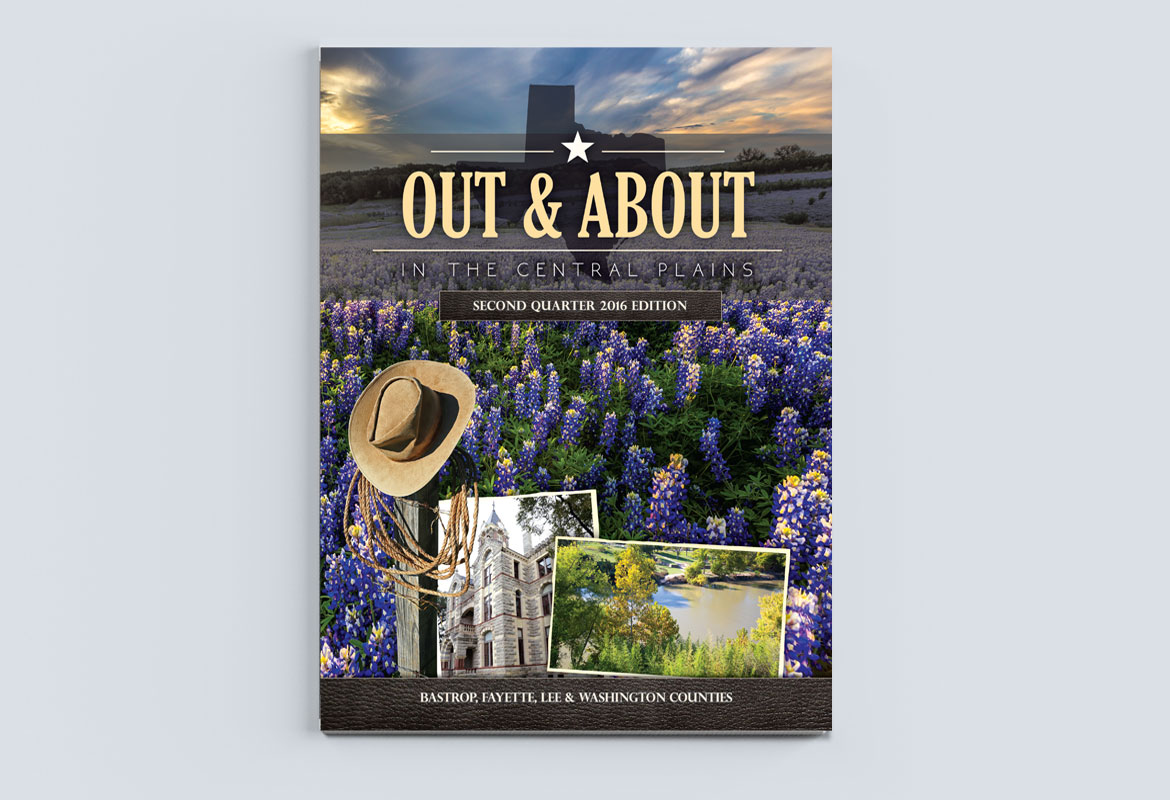 OUT & ABOUT
IN THE CENTRAL PLAINS
SECOND QUARTER 2016 EDITION
BASTROP, FAYETTE, LEE & WASHINGTON COUNTIES